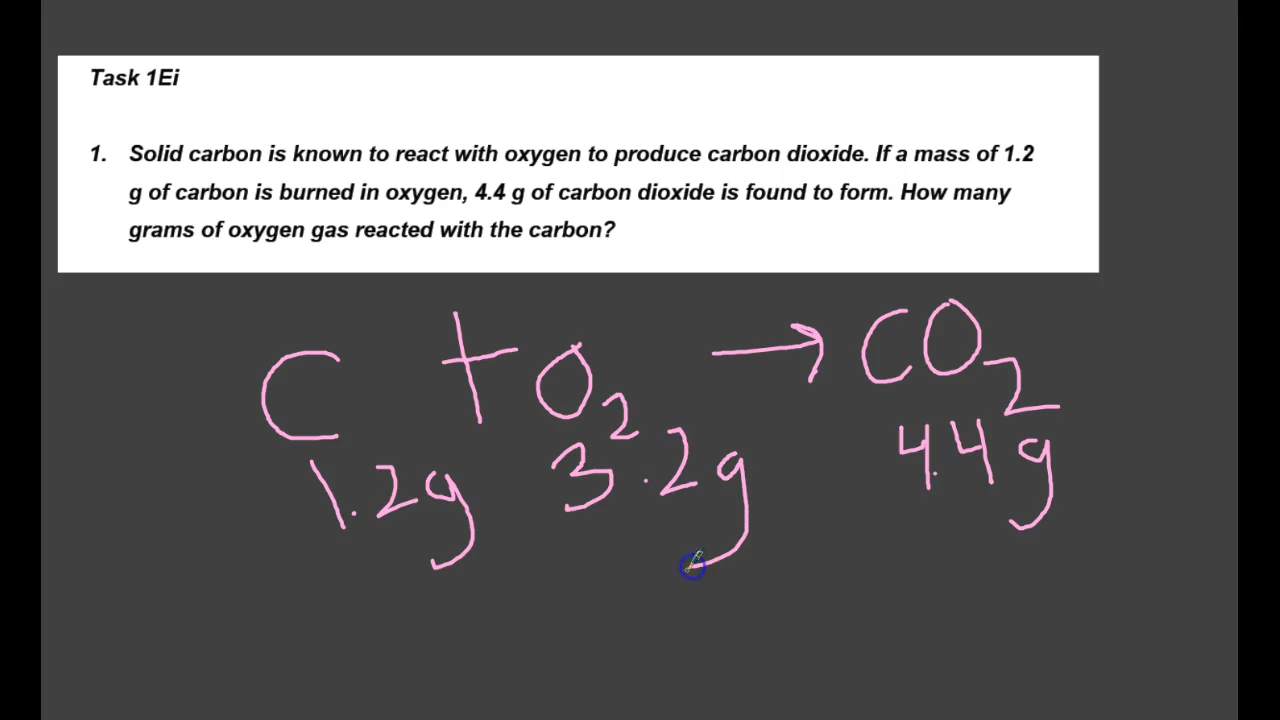 Task 1Ei
1. Solid carbon is known to react with oxygen to produce carbon dioxide. If a mass of 1.2
g of carbon is burned in oxygen, 4.4 g of carbon dioxide is found to form. How many
grams of oxygen gas reacted with the carbon?
C + O₂ → CO₂
1.2g 3.2g 4.4g